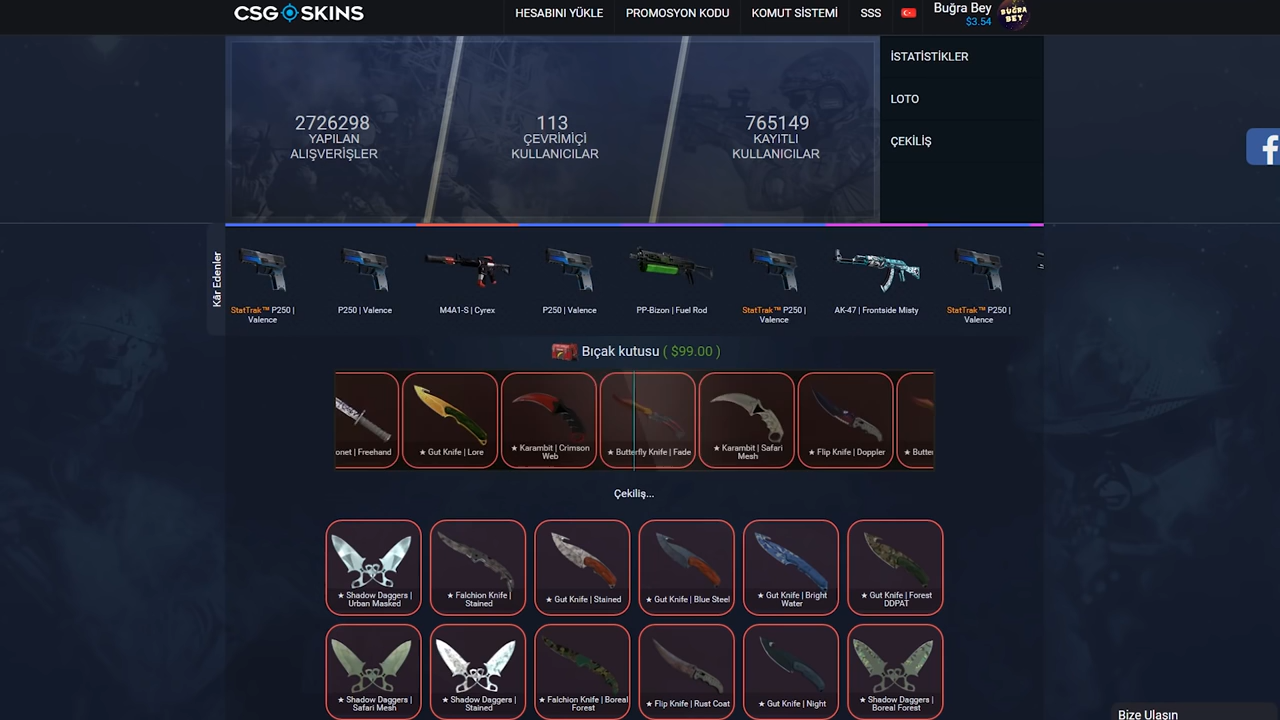 CSGOSKINS
HESABINI YÜKLE
PROMOSYON KODU
KOMUT SİSTEMİ
SSS
Buğra Bey
$3.54
BUĞRA
BEY
2726298
YAPILAN
ALIŞVERİŞLER
113
ÇEVRİMİÇİ
KULLANICILAR
765149
KAYITLI
KULLANICILAR
İSTATİSTİKLER
LOTO
ÇEKİLİŞ
f
Kâr Edenler
StatTrak™ P250 |
Valence
P250 | Valence
M4A1-S | Cyrex
P250 | Valence
PP-Bizon | Fuel Rod
StatTrak™ P250 |
Valence
AK-47 | Frontside Misty
StatTrak™ P250 |
Valence
Bıçak kutusu ( $99.00 )
onet | Freehand
★ Gut Knife | Lore
★ Karambit | Crimson
Web
★ Butterfly Knife | Fade
★ Karambit | Safari
Mesh
★ Flip Knife | Doppler
★ Butter
Çekiliş...
★ Shadow Daggers |
Urban Masked
★ Falchion Knife |
Stained
★ Gut Knife | Stained
★ Gut Knife | Blue Steel
★ Gut Knife | Bright
Water
★ Gut Knife | Forest
DDPAT
★ Shadow Daggers |
Safari Mesh
★ Shadow Daggers |
Stained
★ Falchion Knife | Boreal
Forest
★ Flip Knife | Rust Coat
★ Gut Knife | Night
★ Shadow Daggers |
Boreal Forest
Bize Ulaşın